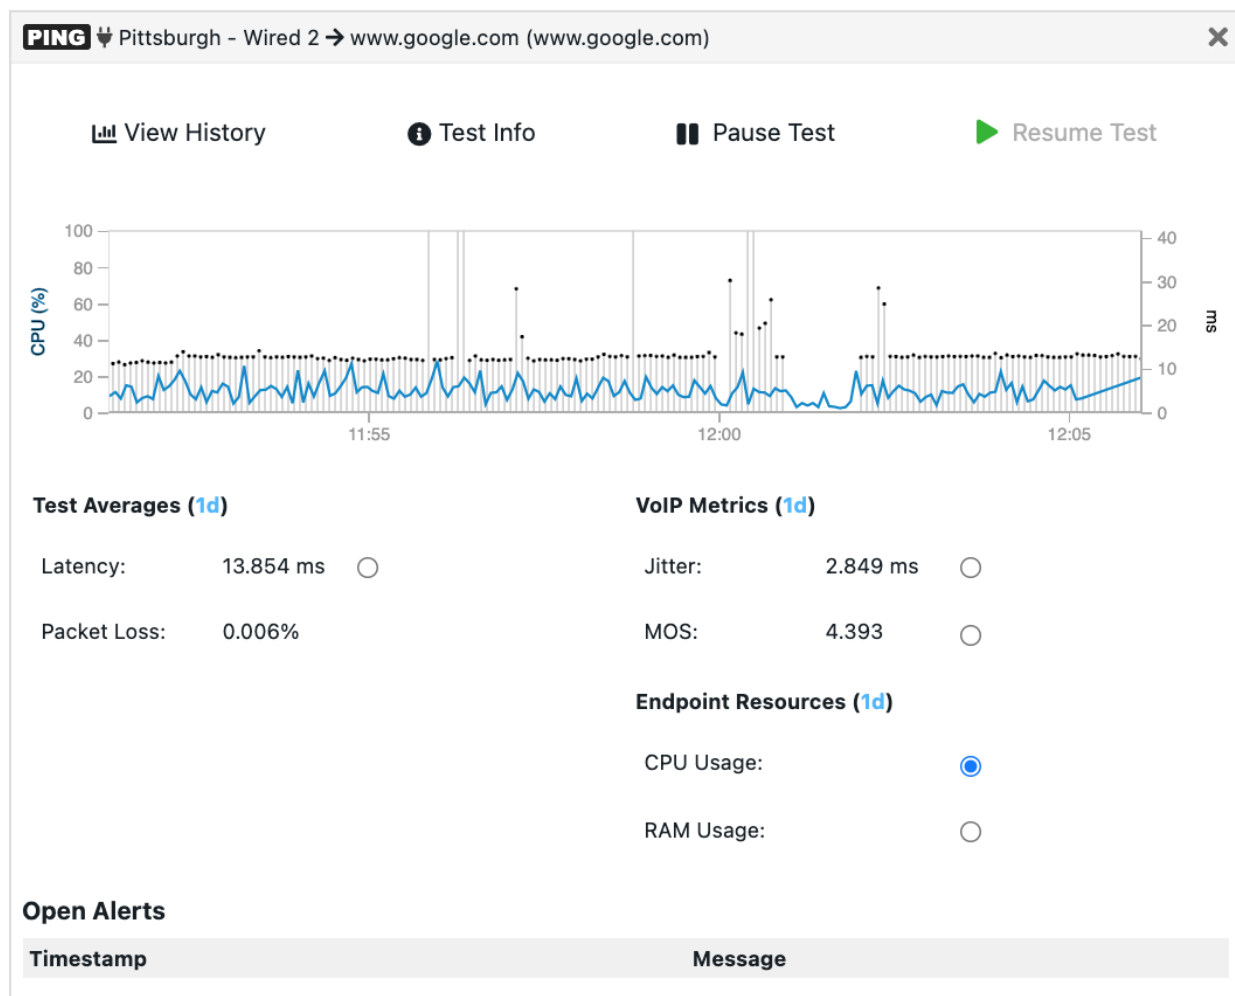 PING Pittsburgh - Wired 2 → www.google.com (www.google.com)
View History
Test Info
Pause Test
Resume Test
100
80
60
40
20
0
CPU (%)
40
30
20
10
0
ms
11:55
12:00
12:05
Test Averages (1d)
Latency: 13.854 ms
Packet Loss: 0.006%
VoIP Metrics (1d)
Jitter: 2.849 ms
MOS: 4.393
Endpoint Resources (1d)
CPU Usage:
RAM Usage:
Open Alerts
Timestamp Message